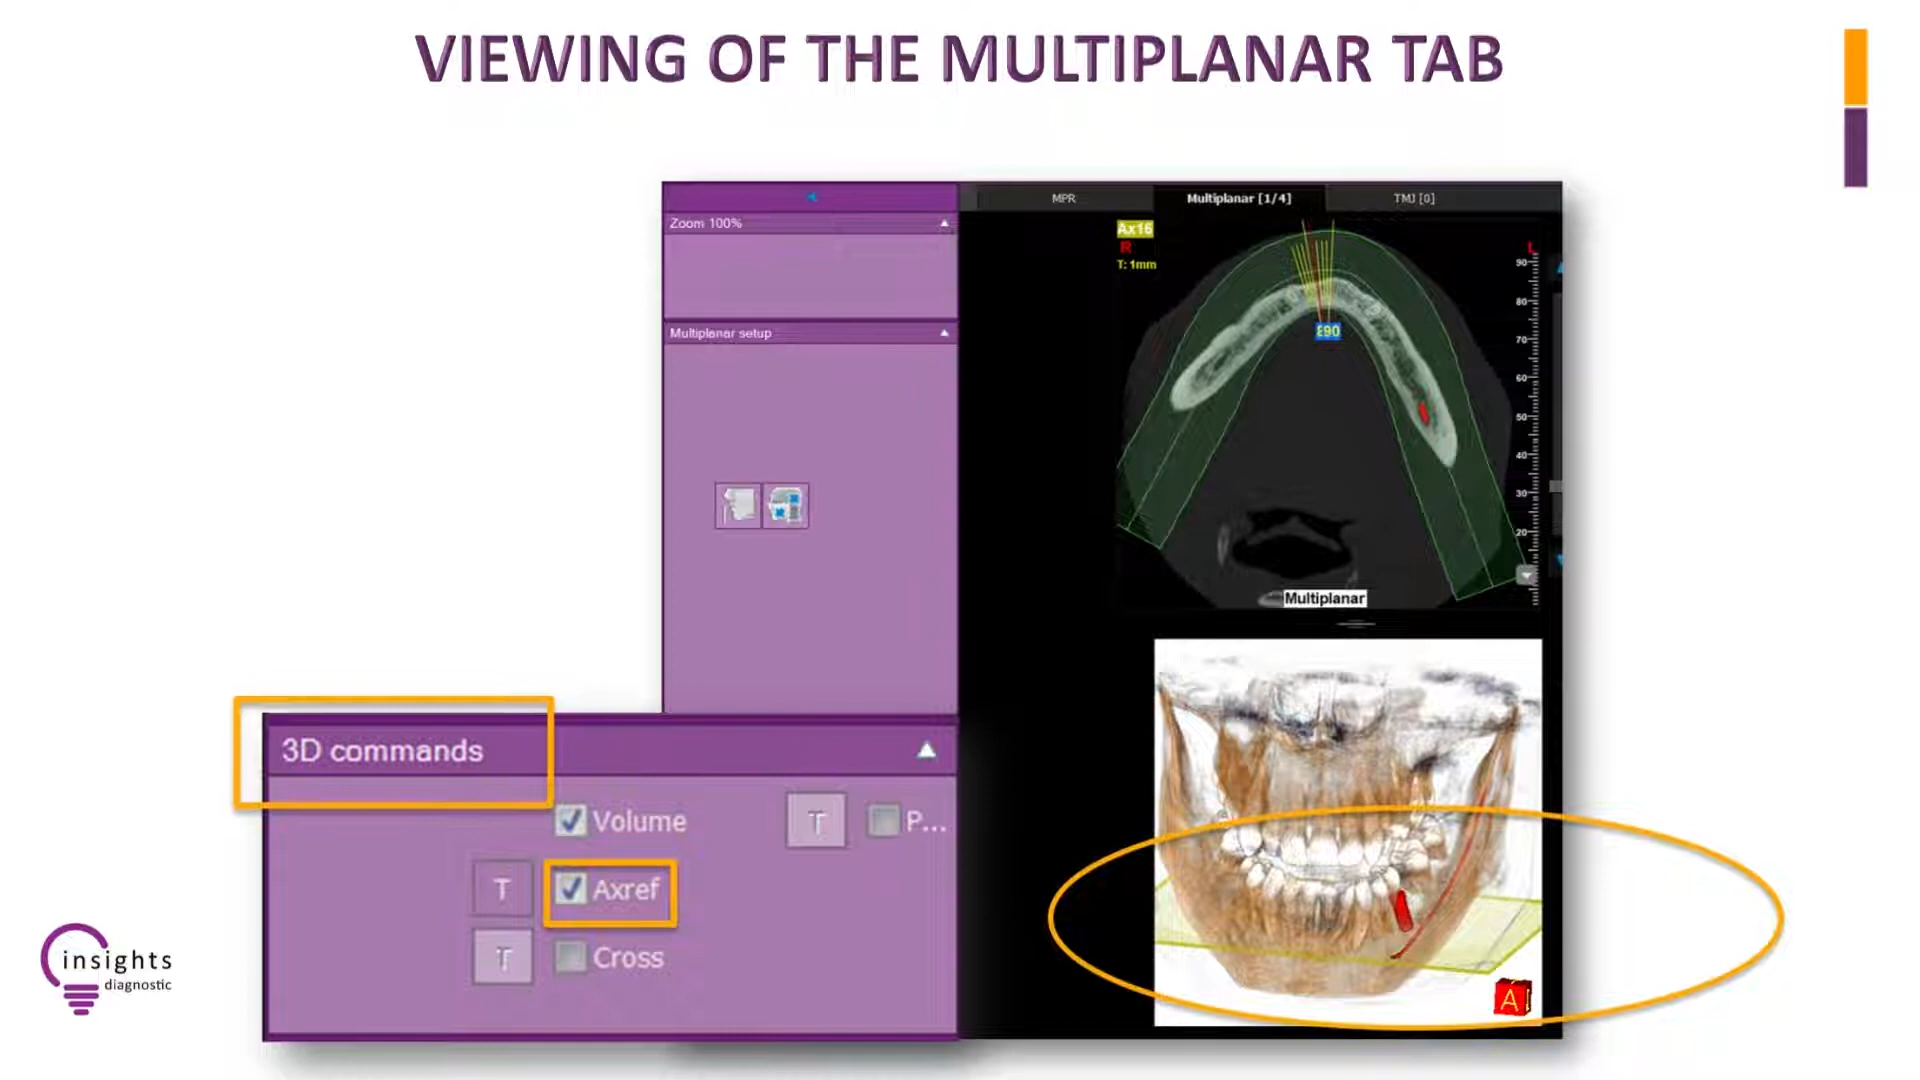 VIEWING OF THE MULTIPLANAR TAB
MPR
Multiplanar [1/4]
TMJ [0]
Zoom 100%
Multiplanar setup
Ax16
R
L
T: 1mm
90
80
70
60
50
40
30
20
Multiplanar
3D commands
Volume
T
P...
T
Axref
T
Cross
A
insights
diagnostic